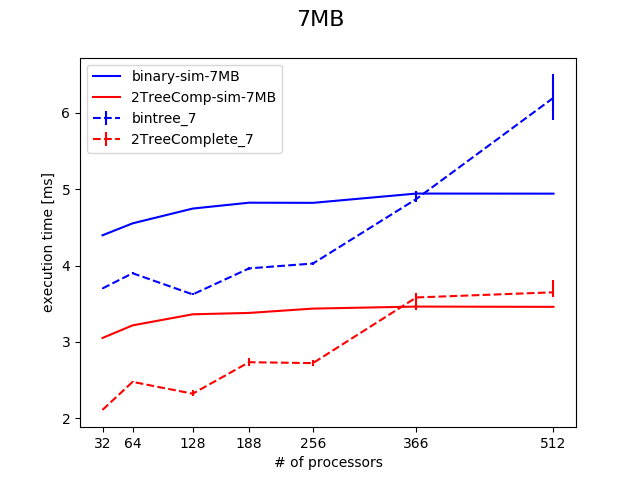 7MB
binary-sim-7MB
2TreeComp-sim-7MB
bintree_7
2TreeComplete_7
execution time [ms]
6
5
4
3
2
32 64 128 188 256 366 512
# of processors